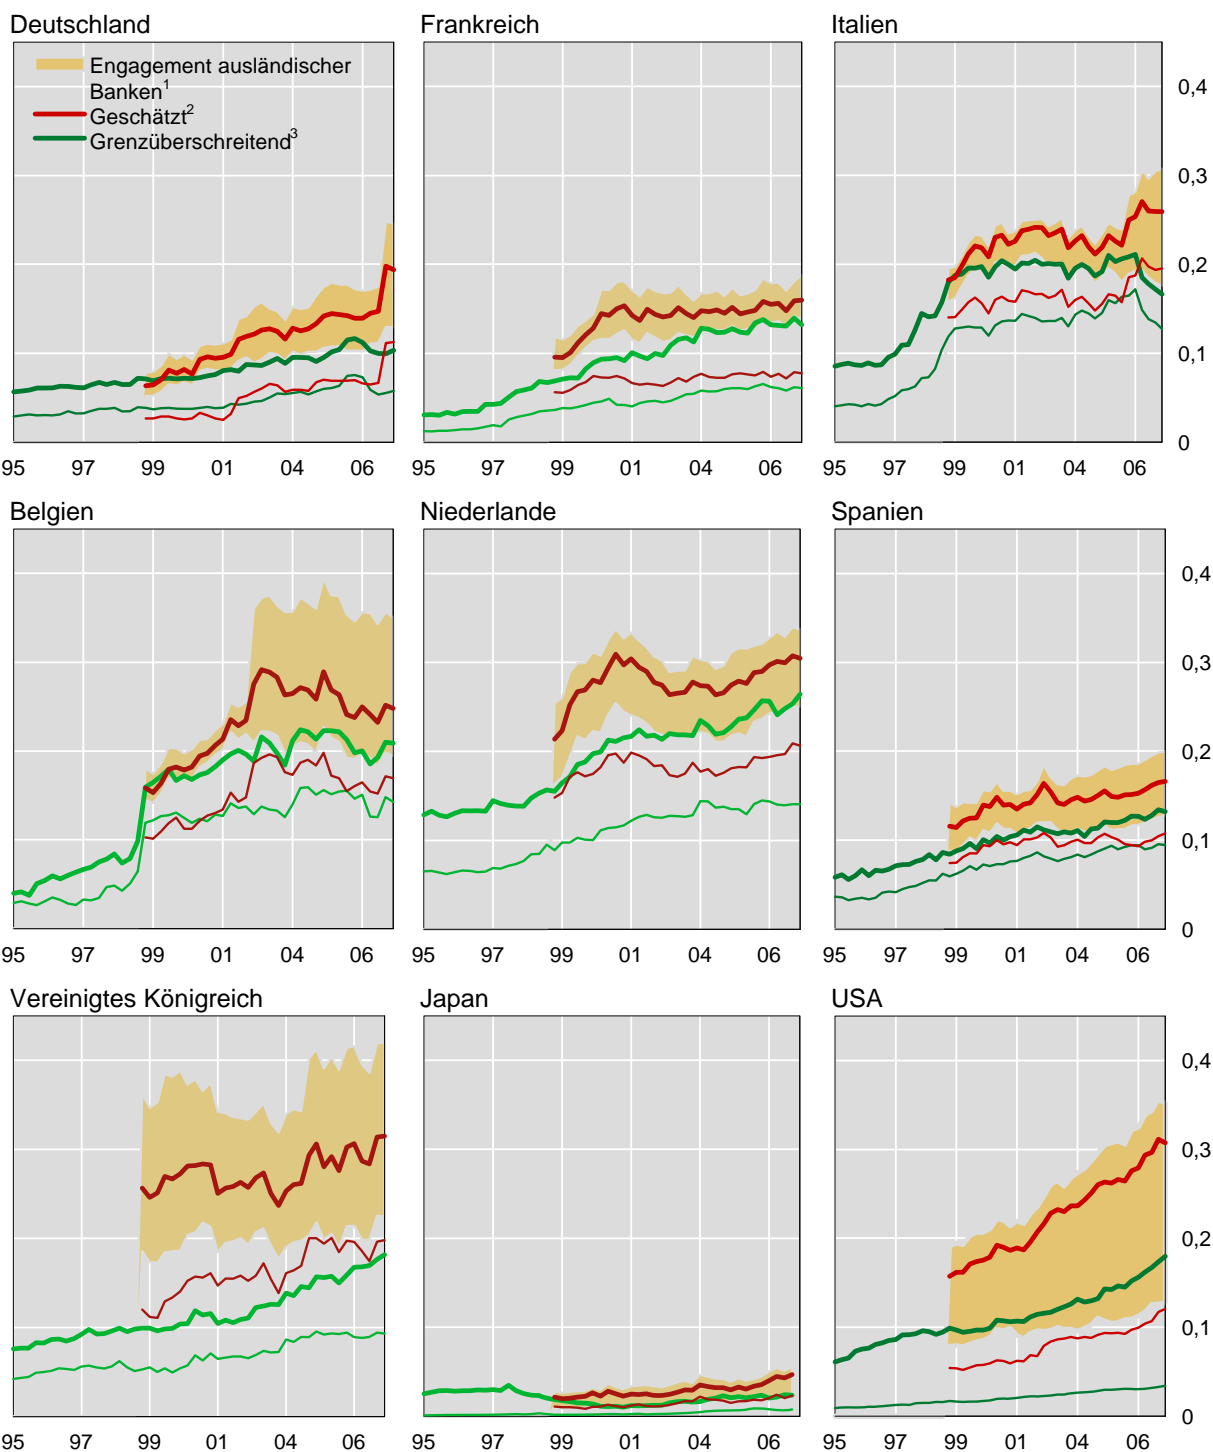 Deutschland Frankreich Italien
Engagement ausländischer
Banken¹
Geschätzt²
Grenzüberschreitend³
0,4
0,3
0,2
0,1
0
95 97 99 01 04 06 95 97 99 01 04 06 95 97 99 01 04 06
Belgien Niederlande Spanien
0,4
0,3
0,2
0,1
0
95 97 99 01 04 06 95 97 99 01 04 06 95 97 99 01 04 06
Vereinigtes Königreich Japan USA
0,4
0,3
0,2
0,1
0
95 97 99 01 04 06 95 97 99 01 04 06 95 97 99 01 04 06